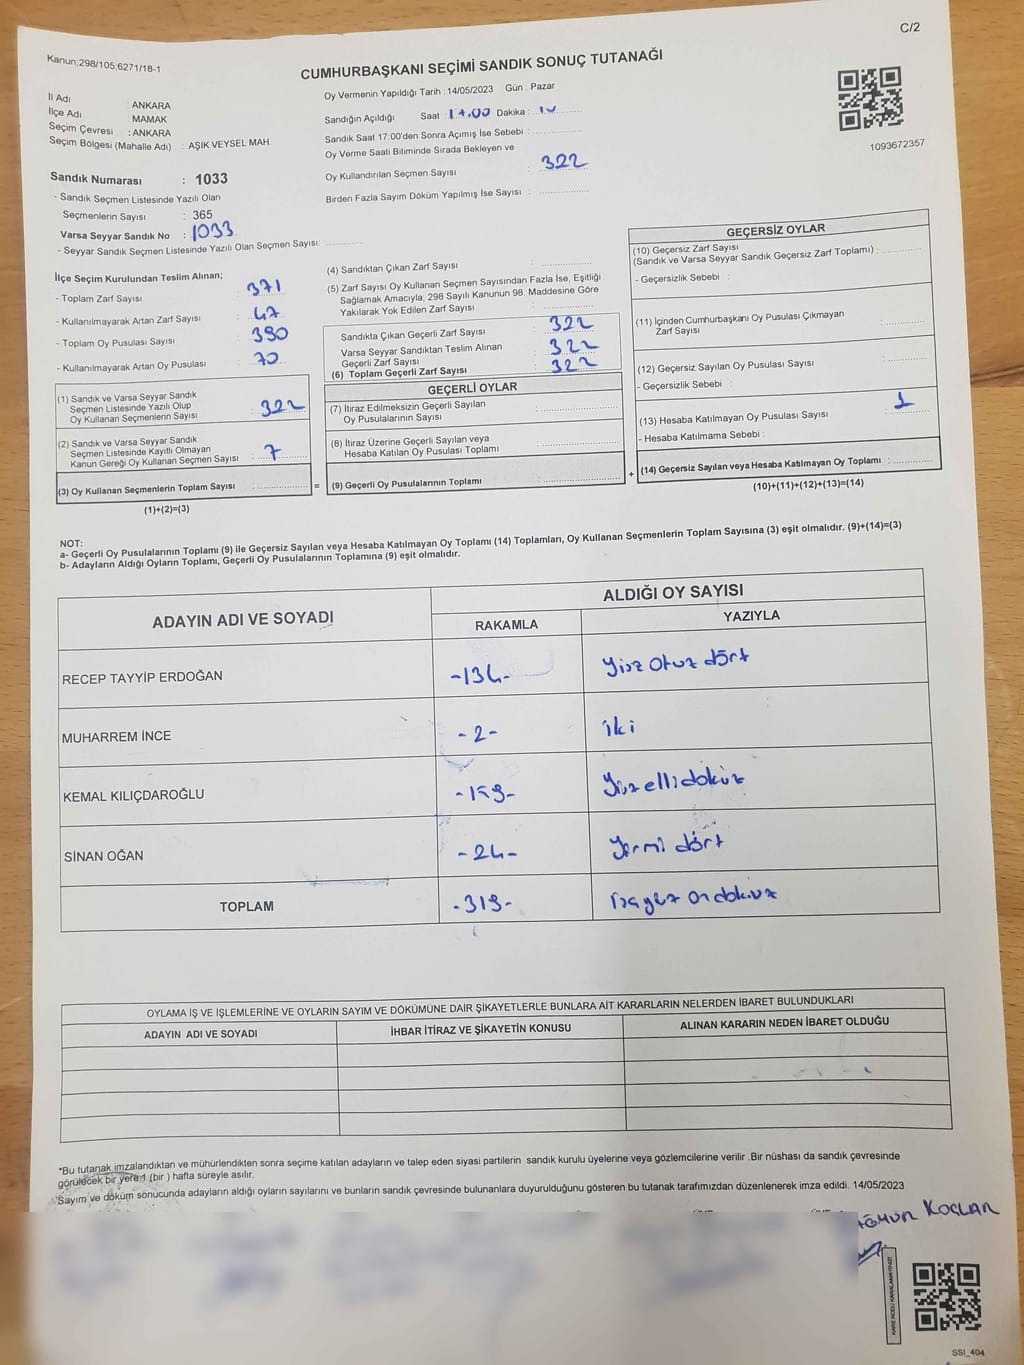 C/2
Kanun;298/105;6271/18-1
CUMHURBAŞKANI SEÇİMİ SANDIK SONUÇ TUTANAĞI
İl Adı : ANKARA
İlçe Adı : MAMAK
Seçim Çevresi : ANKARA
Seçim Bölgesi (Mahalle Adı) : AŞIK VEYSEL MAH.
Oy Vermenin Yapıldığı Tarih : 14/05/2023 Gün : Pazar
Sandığın Açıldığı Saat : 17.00 Dakika :
Sandık Saat 17:00'den Sonra Açımış İse Sebebi :
Oy Verme Saati Bitiminde Sırada Bekleyen ve
Oy Kullandırılan Seçmen Sayısı : 322
Birden Fazla Sayım Döküm Yapılmış İse Sayısı :
1093672357
Sandık Numarası : 1033
- Sandık Seçmen Listesinde Yazılı Olan
Seçmenlerin Sayısı : 365
Varsa Seyyar Sandık No : 1033
- Seyyar Sandık Seçmen Listesinde Yazılı Olan Seçmen Sayısı:
İlçe Seçim Kurulundan Teslim Alınan;
- Toplam Zarf Sayısı : 371
- Kullanılmayarak Artan Zarf Sayısı : 47
- Toplam Oy Pusulası Sayısı : 390
- Kullanılmayarak Artan Oy Pusulası : 70
(1) Sandık ve Varsa Seyyar Sandık
Seçmen Listesinde Yazılı Olup
Oy Kullanan Seçmenlerin Sayısı : 322
(2) Sandık ve Varsa Seyyar Sandık
Seçmen Listesinde Kayıtlı Olmayan
Kanun Gereği Oy Kullanan Seçmen Sayısı : 7
(3) Oy Kullanan Seçmenlerin Toplam Sayısı : =
(1)+(2)=(3)
(4) Sandıktan Çıkan Zarf Sayısı :
(5) Zarf Sayısı Oy Kullanan Seçmen Sayısından Fazla İse, Eşitliği
Sağlamak Amacıyla; 298 Sayılı Kanunun 98. Maddesine Göre
Yakılarak Yok Edilen Zarf Sayısı :
Sandıkta Çıkan Geçerli Zarf Sayısı : 322
Varsa Seyyar Sandıktan Teslim Alınan
Geçerli Zarf Sayısı : 322
(6) Toplam Geçerli Zarf Sayısı : 322
GEÇERLİ OYLAR
(7) İtiraz Edilmeksizin Geçerli Sayılan
Oy Pusulalarının Sayısı :
(8) İtiraz Üzerine Geçerli Sayılan veya
Hesaba Katılan Oy Pusulası Toplamı :
(9) Geçerli Oy Pusulalarının Toplamı : +
GEÇERSİZ OYLAR
(10) Geçersiz Zarf Sayısı
(Sandık ve Varsa Seyyar Sandık Geçersiz Zarf Toplamı) :
- Geçersizlik Sebebi :
(11) İçinden Cumhurbaşkanı Oy Pusulası Çıkmayan
Zarf Sayısı :
(12) Geçersiz Sayılan Oy Pusulası Sayısı :
- Geçersizlik Sebebi :
(13) Hesaba Katılmayan Oy Pusulası Sayısı : 1
- Hesaba Katılmama Sebebi :
(14) Geçersiz Sayılan veya Hesaba Katılmayan Oy Toplamı :
(10)+(11)+(12)+(13)=(14)
NOT:
a- Geçerli Oy Pusulalarının Toplamı (9) ile Geçersiz Sayılan veya Hesaba Katılmayan Oy Toplamı (14) Toplamları, Oy Kullanan Seçmenlerin Toplam Sayısına (3) eşit olmalıdır. (9)+(14)=(3)
b- Adayların Aldığı Oyların Toplamı, Geçerli Oy Pusulalarının Toplamına (9) eşit olmalıdır.
ADAYIN ADI VE SOYADI
ALDIĞI OY SAYISI
RAKAMLA YAZIYLA
RECEP TAYYİP ERDOĞAN -134- Yüz otuz dört
MUHARREM İNCE -2- iki
KEMAL KILIÇDAROĞLU -159- Yüz elli dokuz
SİNAN OĞAN -24- Yirmi dört
TOPLAM -319- üçyüz on dokuz
OYLAMA İŞ VE İŞLEMLERİNE VE OYLARIN SAYIM VE DÖKÜMÜNE DAİR ŞİKAYETLERLE BUNLARA AİT KARARLARIN NELERDEN İBARET BULUNDUKLARI
ADAYIN ADI VE SOYADI İHBAR İTİRAZ VE ŞİKAYETİN KONUSU ALINAN KARARIN NEDEN İBARET OLDUĞU
*Bu tutanak imzalandıktan ve mühürlendikten sonra seçime katılan adayların ve talep eden siyasi partilerin sandık kurulu üyelerine veya gözlemcilerine verilir .Bir nüshası da sandık çevresinde
görülecek bir yere 1 (bir ) hafta süreyle asılır.
Sayım ve döküm sonucunda adayların aldığı oyların sayılarını ve bunların sandık çevresinde bulunanlara duyurulduğunu gösteren bu tutanak tarafımızdan düzenlenerek imza edildi. 14/05/2023
KOÇLAR
KARE KODU KARALAMAYINIZ!
SSI_404